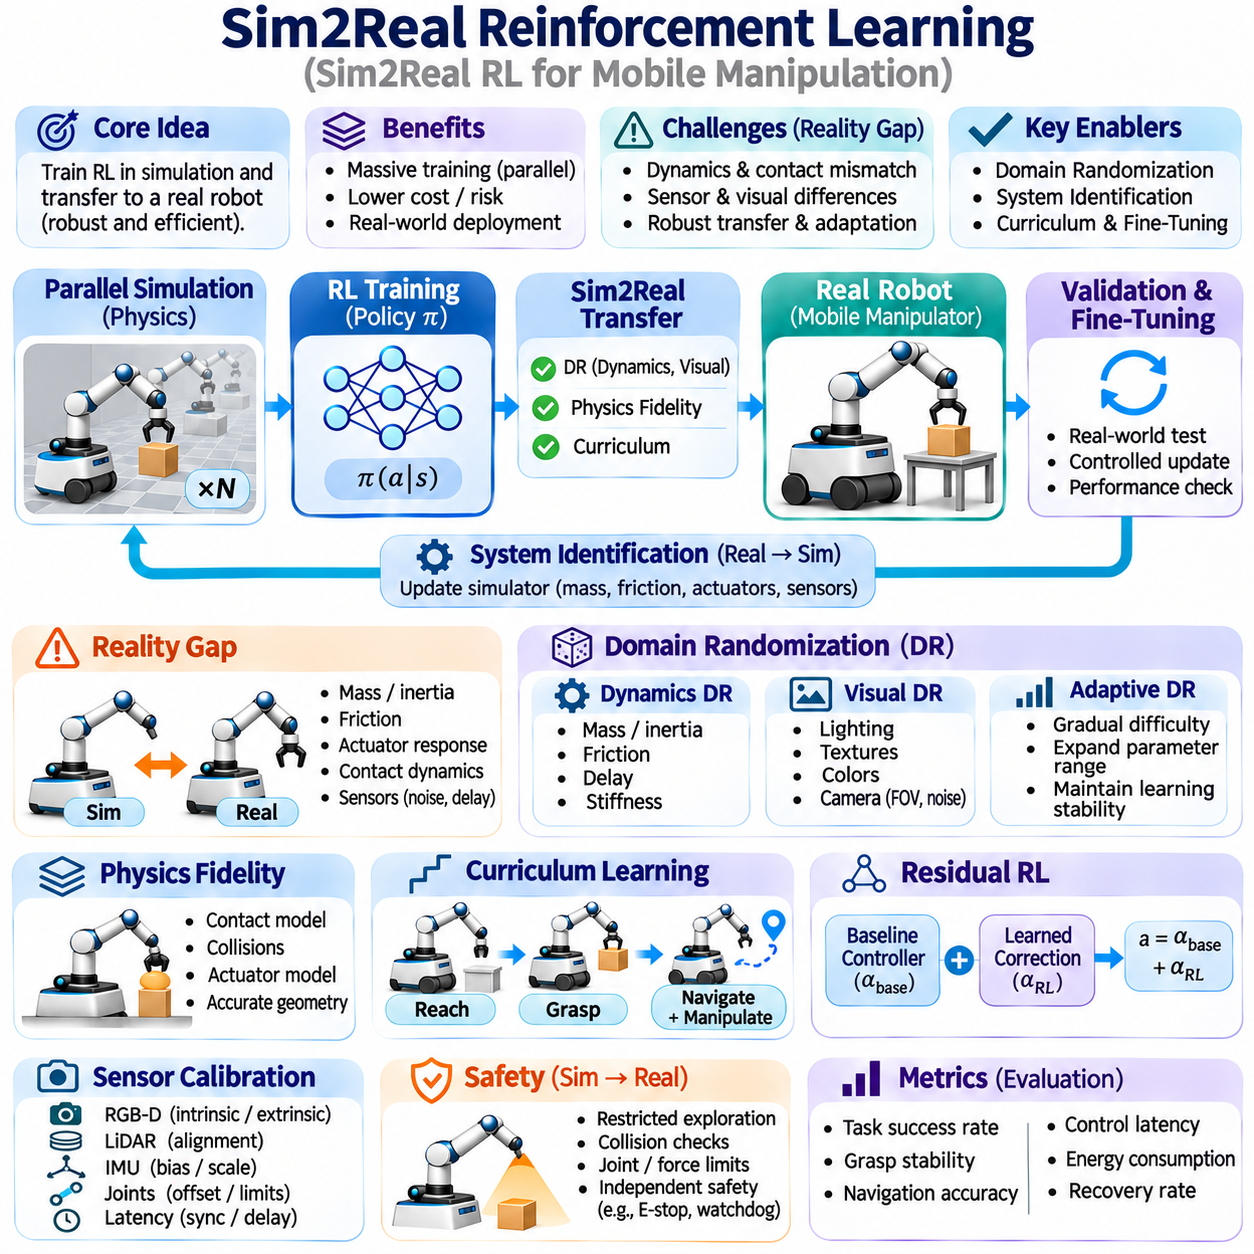 Sim2Real Reinforcement Learning
(Sim2Real RL for Mobile Manipulation)
Core Idea
Train RL in simulation and
transfer to a real robot
(robust and efficient).
Benefits
• Massive training (parallel)
• Lower cost / risk
• Real-world deployment
Challenges (Reality Gap)
• Dynamics & contact mismatch
• Sensor & visual differences
• Robust transfer & adaptation
Key Enablers
• Domain Randomization
• System Identification
• Curriculum & Fine-Tuning
Parallel Simulation
(Physics)
×N
RL Training
(Policy π)
π(a|s)
Sim2Real
Transfer
DR (Dynamics, Visual)
Physics Fidelity
Curriculum
Real Robot
(Mobile Manipulator)
Validation &
Fine-Tuning
• Real-world test
• Controlled update
• Performance check
System Identification (Real → Sim)
Update simulator (mass, friction, actuators, sensors)
Reality Gap
Sim
Real
• Mass / inertia
• Friction
• Actuator response
• Contact dynamics
• Sensors (noise, delay)
Domain Randomization (DR)
Dynamics DR
• Mass / inertia
• Friction
• Delay
• Stiffness
Visual DR
• Lighting
• Textures
• Colors
• Camera (FOV, noise)
Adaptive DR
• Gradual difficulty
• Expand parameter
range
• Maintain learning
stability
Physics Fidelity
• Contact model
• Collisions
• Actuator model
• Accurate geometry
Curriculum Learning
Reach
Grasp
Navigate
+ Manipulate
Residual RL
Baseline
Controller
(α_base)
+
Learned
Correction
(α_RL)
a = α_base
+ α_RL
Sensor Calibration
RGB-D (intrinsic / extrinsic)
LiDAR (alignment)
IMU (bias / scale)
Joints (offset / limits)
Latency (sync / delay)
Safety (Sim → Real)
• Restricted exploration
• Collision checks
• Joint / force limits
• Independent safety
(e.g., E-stop, watchdog)
Metrics (Evaluation)
• Task success rate
• Grasp stability
• Navigation accuracy
• Control latency
• Energy consumption
• Recovery rate